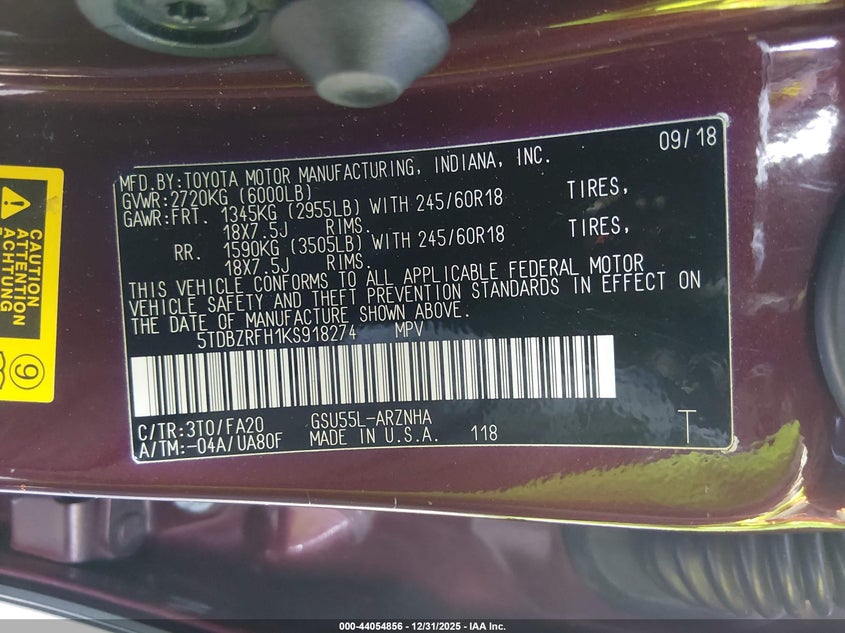 09/18
MFD.BY:TOYOTA MOTOR MANUFACTURING, INDIANA, INC.
GVWR:2720KG (6000LB)
GAWR:FRT. 1345KG (2955LB) WITH 245/60R18 TIRES,
18X7.5J RIMS.
RR. 1590KG (3505LB) WITH 245/60R18 TIRES,
18X7.5J RIMS.
THIS VEHICLE CONFORMS TO ALL APPLICABLE FEDERAL MOTOR
VEHICLE SAFETY AND THEFT PREVENTION STANDARDS IN EFFECT ON
THE DATE OF MANUFACTURE SHOWN ABOVE.
5TDBZRFH1KS918274 MPV
C/TR:3T0/FA20 GSU55L-ARZNHA
A/TM:-04A/UA80F MADE IN U.S.A. 118 T
CAUTION
ATTENTION
ACHTUNG
9
000-44054856 - 12/31/2025 - IAA Inc.